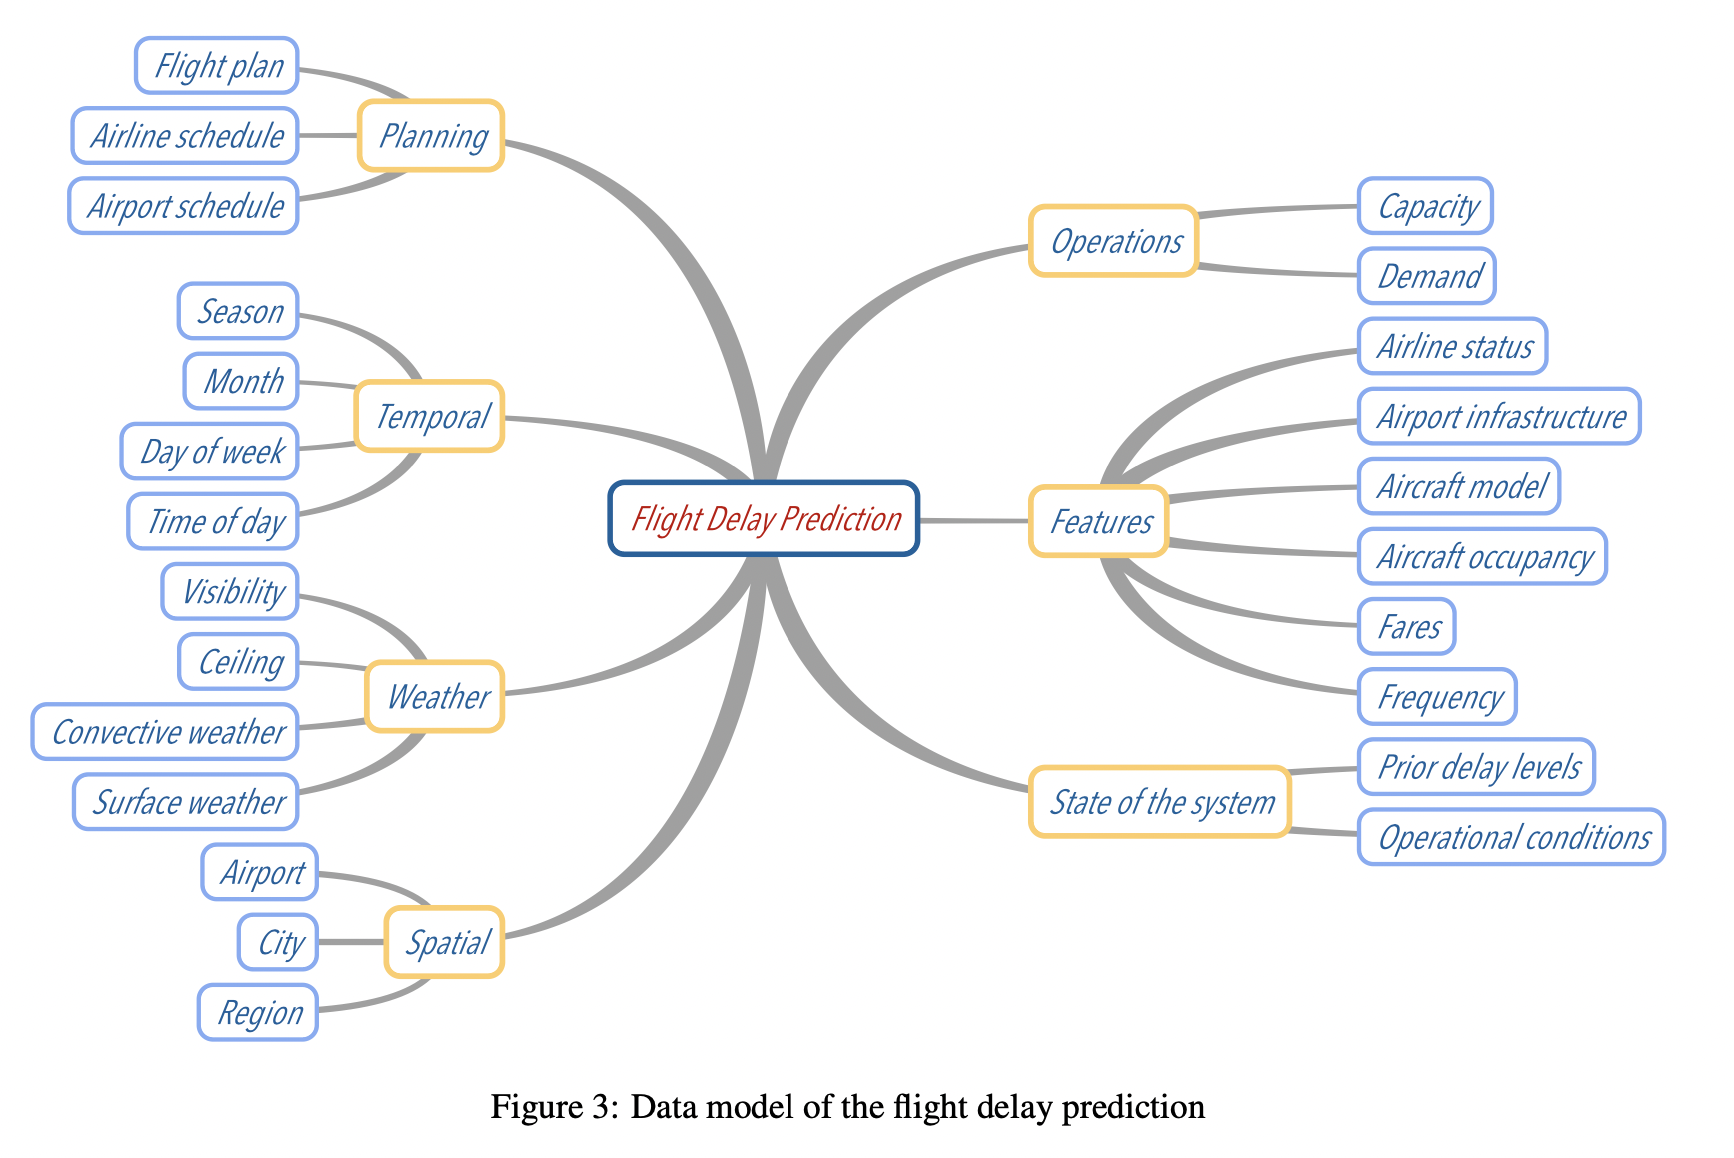 Flight plan
Airline schedule
Airport schedule
Planning
Season
Month
Day of week
Time of day
Temporal
Visibility
Ceiling
Convective weather
Surface weather
Weather
Airport
City
Region
Spatial
Flight Delay Prediction
Operations
Capacity
Demand
Features
Airline status
Airport infrastructure
Aircraft model
Aircraft occupancy
Fares
Frequency
State of the system
Prior delay levels
Operational conditions
Figure 3: Data model of the flight delay prediction